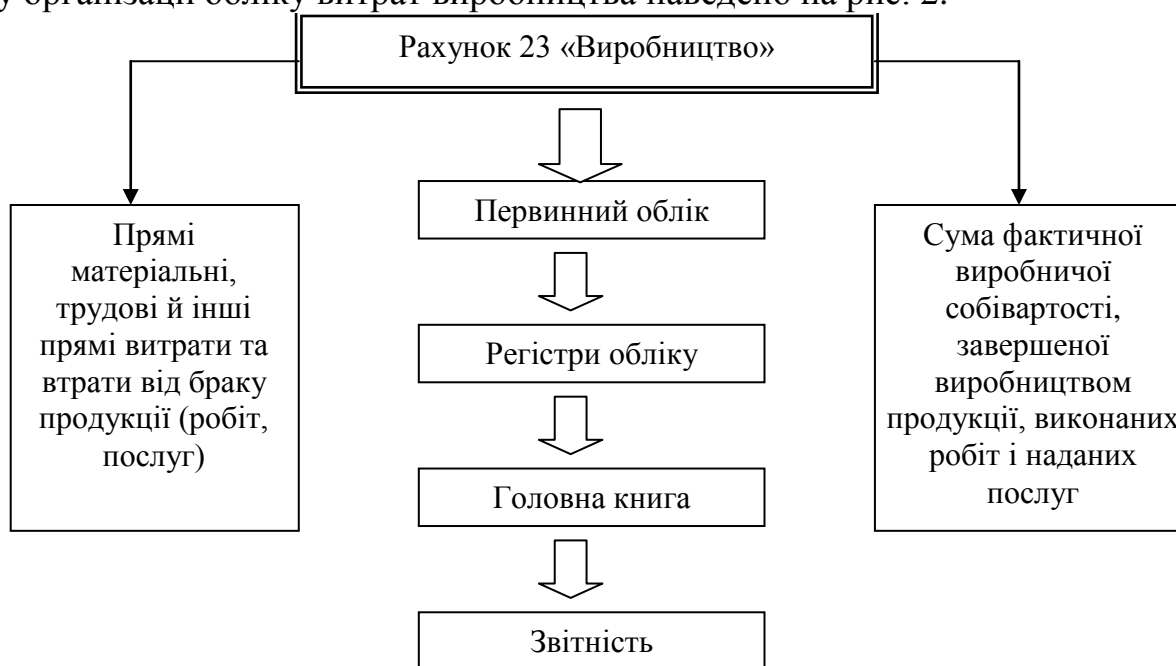 у організації обліку витрат виробництва наведено на рис. 2.
Рахунок 23 «Виробництво»
Прямі
матеріальні,
трудові й інші
прямі витрати та
втрати від браку
продукції (робіт,
послуг)
Первинний облік
Регістри обліку
Головна книга
Звітність
Сума фактичної
виробничої
собівартості,
завершеної
виробництвом
продукції, виконаних
робіт і наданих
послуг